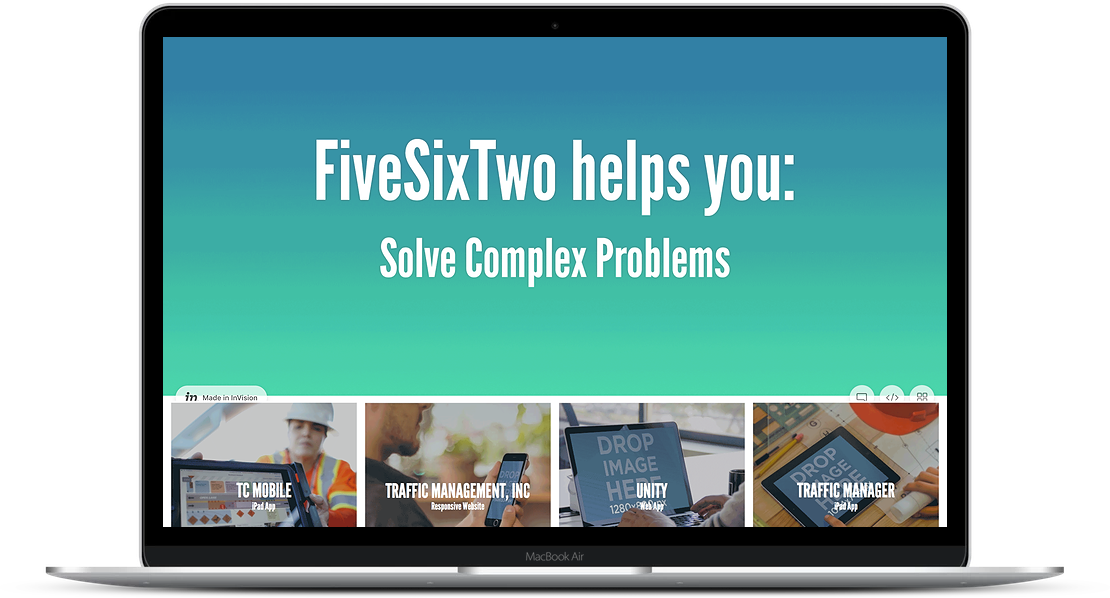 FiveSixTwo helps you:
Solve Complex Problems
in Made in InVision
</>
TC MOBILE
iPad App
TRAFFIC MANAGEMENT, INC
Responsive Website
DROP
IMAGE
HERE
UNITY
Web App
DROP
IMAGE
HERE
TRAFFIC MANAGER
iPad App
MacBook Air